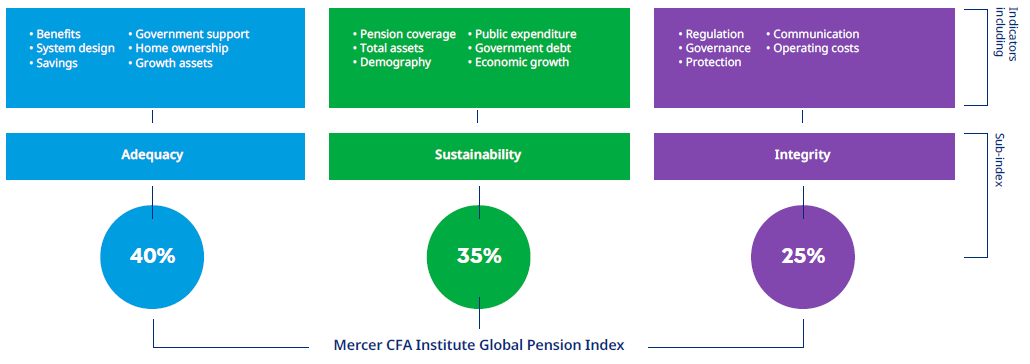 • Benefits
• System design
• Savings
• Government support
• Home ownership
• Growth assets
• Pension coverage
• Total assets
• Demography
• Public expenditure
• Government debt
• Economic growth
• Regulation
• Governance
• Protection
• Communication
• Operating costs
Indicators
including
Adequacy
Sustainability
Integrity
Sub-index
40%
35%
25%
Mercer CFA Institute Global Pension Index